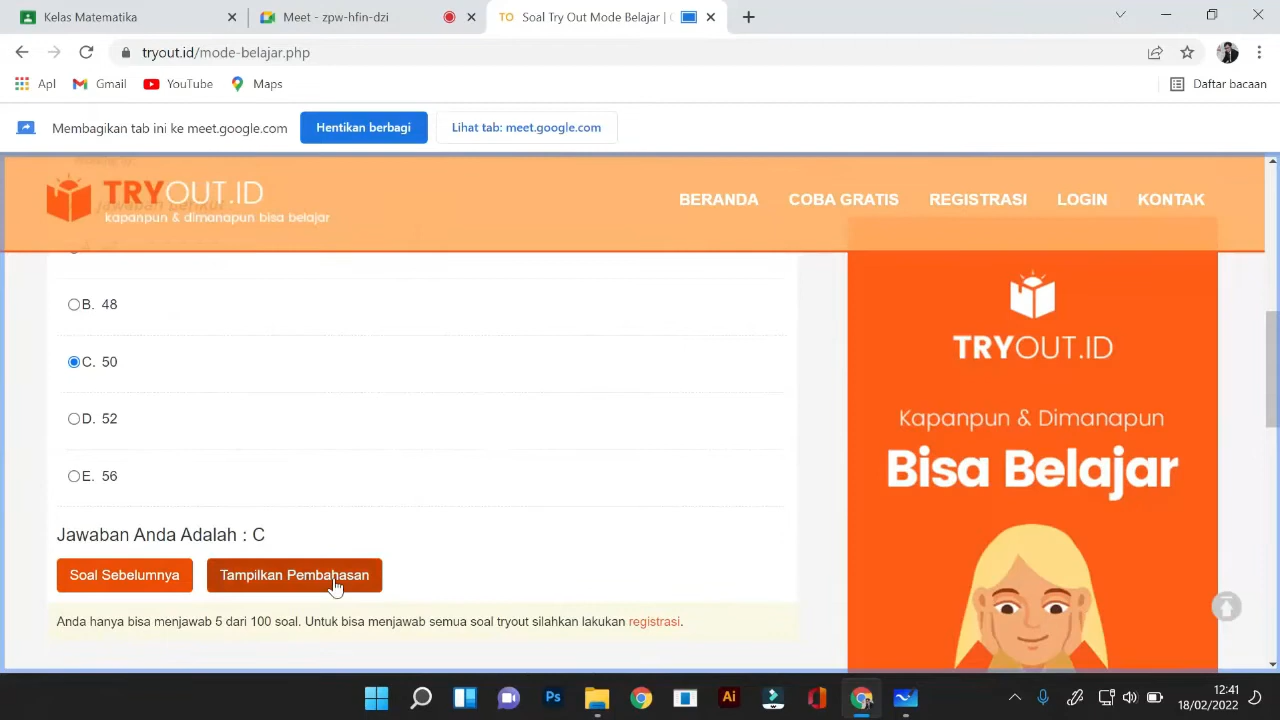 Kelas Matematika
Meet - zpw-hfin-dzi
TO Soal Try Out Mode Belajar | (
tryout.id/mode-belajar.php
Apl
Gmail
YouTube
Maps
Daftar bacaan
Membagikan tab ini ke meet.google.com
Hentikan berbagi
Lihat tab: meet.google.com
TRYOUT.ID
kapanpun & dimanapun bisa belajar
BERANDA
COBA GRATIS
REGISTRASI
LOGIN
KONTAK
B. 48
C. 50
D. 52
E. 56
Jawaban Anda Adalah : C
Soal Sebelumnya
Tampilkan Pembahasan
Anda hanya bisa menjawab 5 dari 100 soal. Untuk bisa menjawab semua soal tryout silahkan lakukan registrasi.
TRYOUT.ID
Kapanpun & Dimanapun
Bisa Belajar
Ps
Ai
12:41
18/02/2022